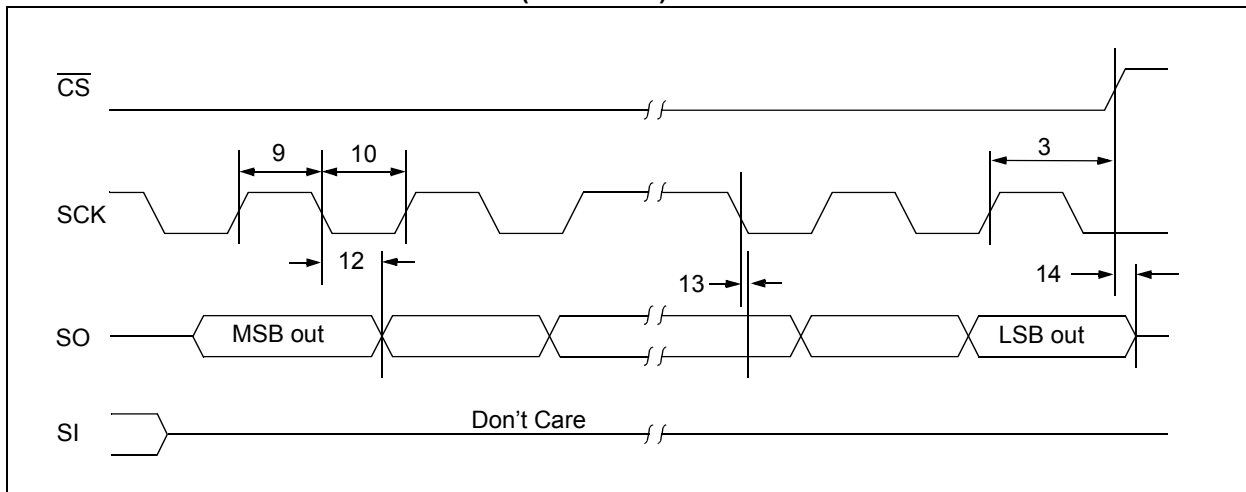 CS
9
10
3
SCK
12
13
14
SO
MSB out
LSB out
SI
Don't Care